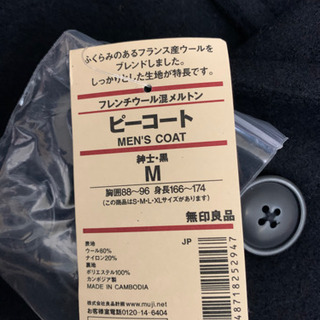 ふくらみのあるフランス産ウールを
ブレンドしました。
しっかりとした生地が特長です。
フレンチウール混メルトン
ピーコート
MEN'S COAT
紳士・黒
M
胸囲88〜96 身長166〜174
(この商品はS・M・L・XLサイズがあります)
無印良品
JP
表地
ウール80%
ナイロン20%
裏地
ポリエステル100%
カンボジア製
MADE IN CAMBODIA
株式会社良品計画 www.muji.net
お客様室電話0120-14-6404
48718252947